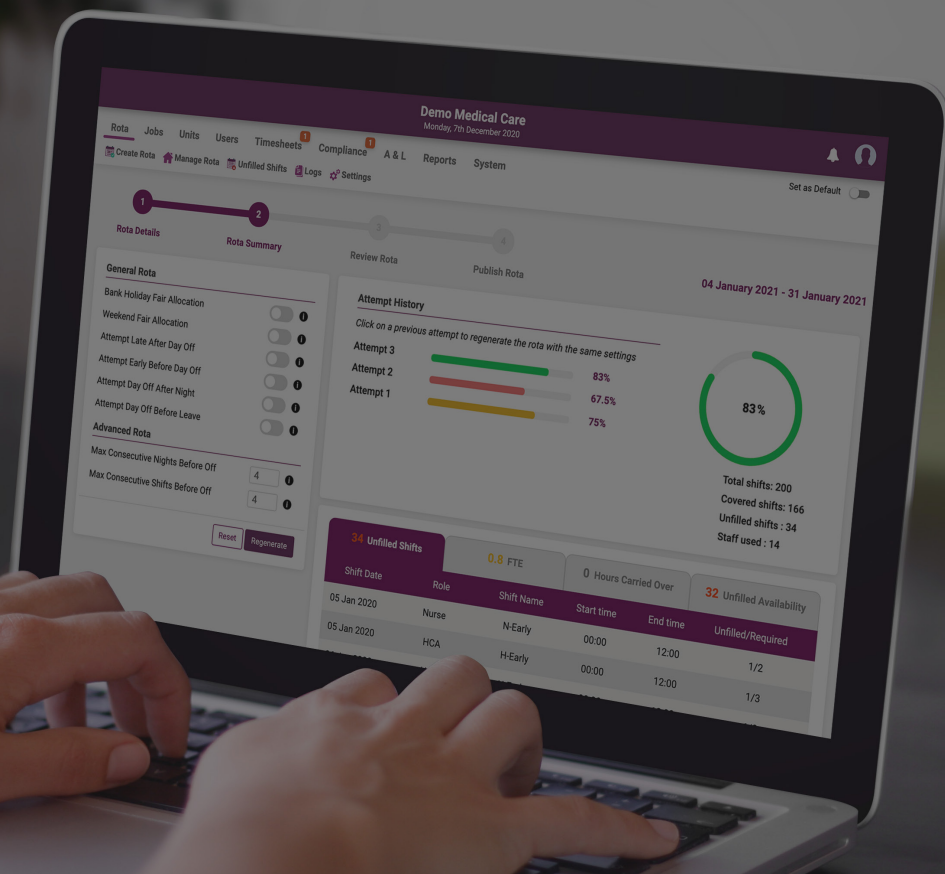 Demo Medical Care
Monday, 7th December 2020
Rota Jobs Units Users Timesheets 1 Compliance 1 A & L Reports System
Create Rota Manage Rota Unfilled Shifts Logs Settings
Set as Default
1 2 3 4
Rota Details Rota Summary Review Rota Publish Rota
04 January 2021 - 31 January 2021
General Rota
Bank Holiday Fair Allocation
Weekend Fair Allocation
Attempt Late After Day Off
Attempt Early Before Day Off
Attempt Day Off After Night
Attempt Day Off Before Leave
Advanced Rota
Max Consecutive Nights Before Off 4
Max Consecutive Shifts Before Off 4
Reset Regenerate
Attempt History
Click on a previous attempt to regenerate the rota with the same settings
Attempt 3 83%
Attempt 2 67.5%
Attempt 1 75%
83%
Total shifts: 200
Covered shifts: 166
Unfilled shifts : 34
Staff used : 14
34 Unfilled Shifts 0.8 FTE 0 Hours Carried Over 32 Unfilled Availability
Shift Date Role Shift Name Start time End time Unfilled/Required
05 Jan 2020 Nurse N-Early 00:00 12:00 1/2
05 Jan 2020 HCA H-Early 00:00 12:00 1/3